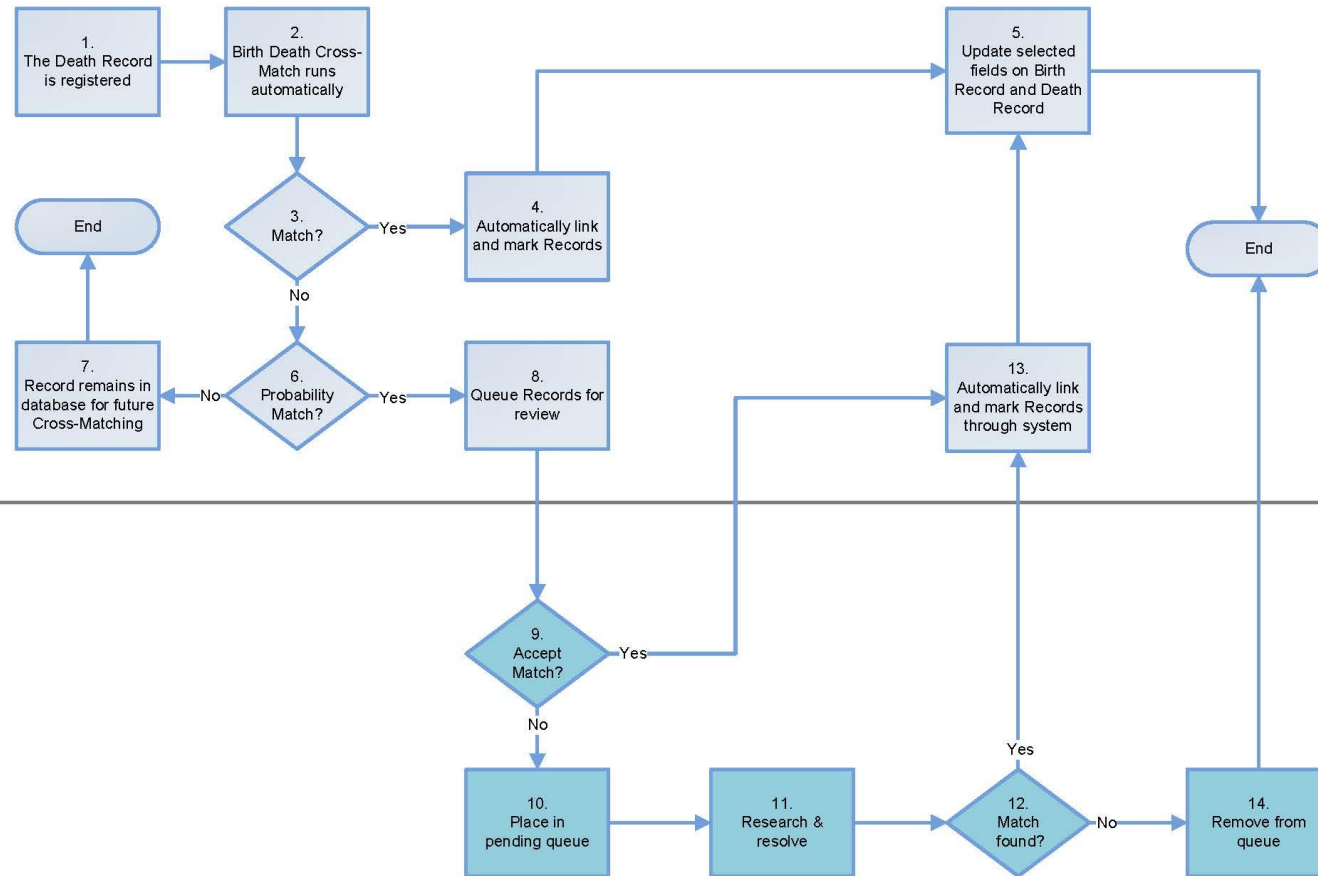 1.
The Death Record
is registered
2.
Birth Death Cross-
Match runs
automatically
3.
Match?
Yes
No
4.
Automatically link
and mark Records
5.
Update selected
fields on Birth
Record and Death
Record
End
End
6.
Probability
Match?
No
Yes
7.
Record remains in
database for future
Cross-Matching
8.
Queue Records for
review
13.
Automatically link
and mark Records
through system
9.
Accept
Match?
Yes
No
10.
Place in
pending queue
11.
Research &
resolve
12.
Match
found?
Yes
No
14.
Remove from
queue